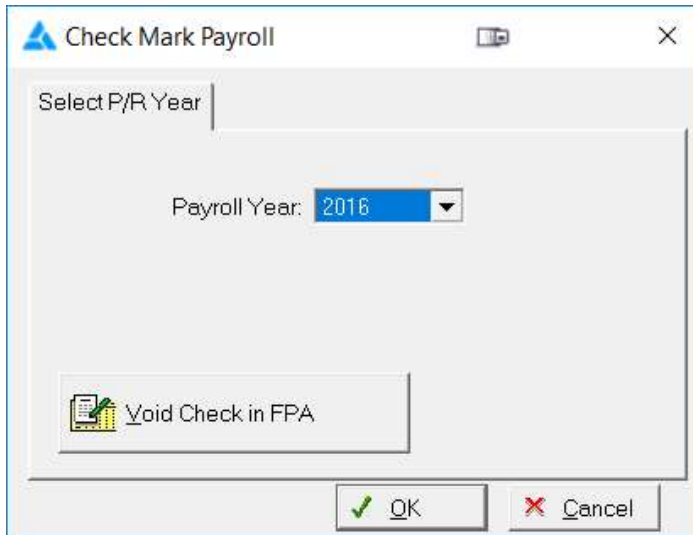 Check Mark Payroll
Select P/R Year
Payroll Year: 2016
Void Check in FPA
OK Cancel